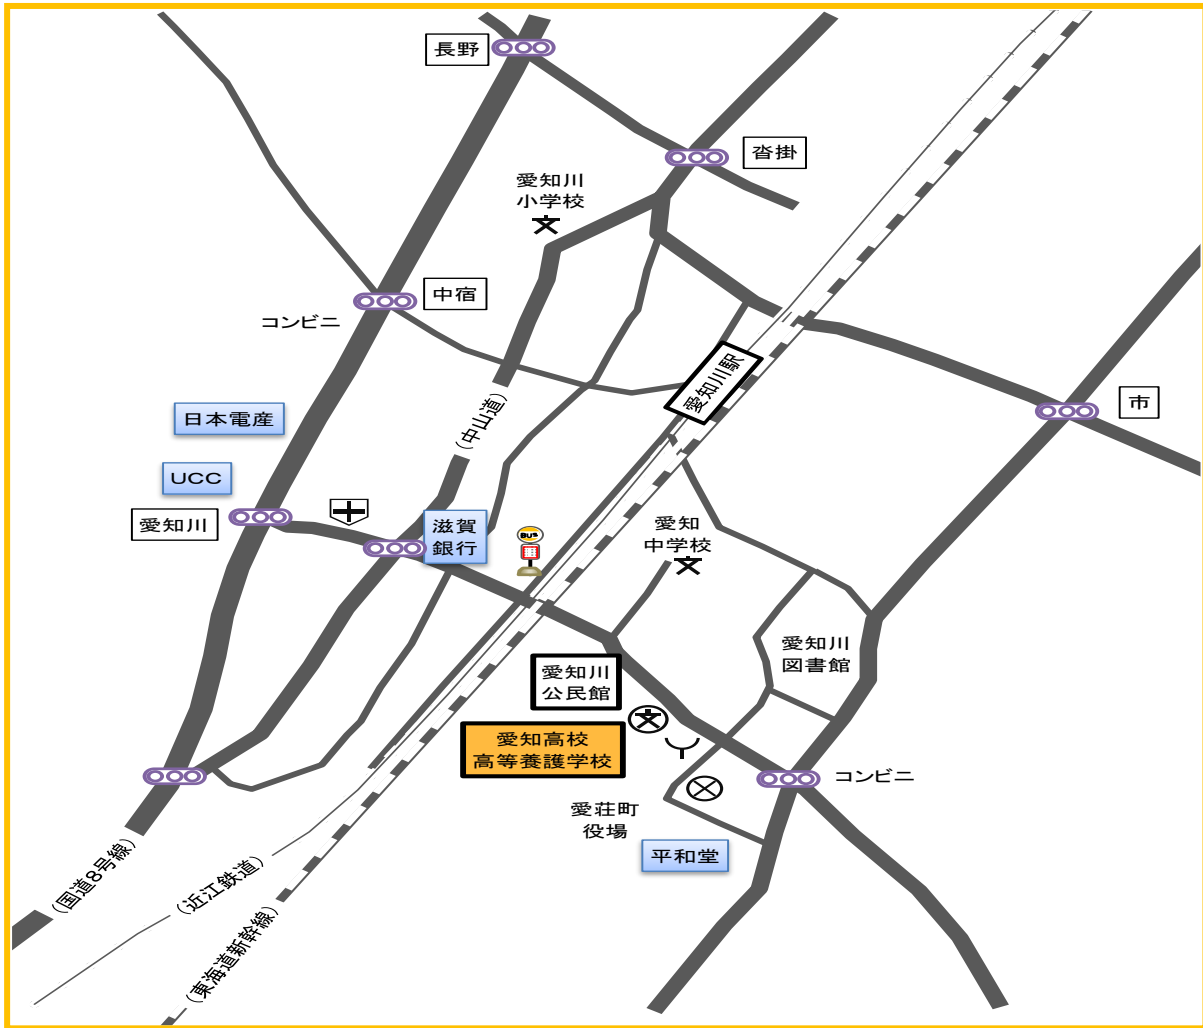 長野
沓掛
愛知川
小学校
中宿
コンビニ
愛知川駅
市
日本電産
(中山道)
UCC
愛知川
滋賀
銀行
BUS
愛知
中学校
愛知川
図書館
愛知川
公民館
愛知高校
高等養護学校
コンビニ
愛荘町
役場
平和堂
(国道8号線)
(近江鉄道)
(東海道新幹線)